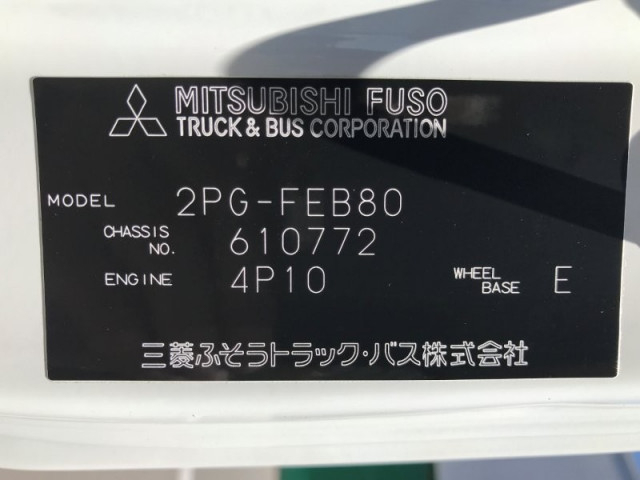 MITSUBISHI FUSO
TRUCK & BUS CORPORATION
MODEL 2PG-FEB80
CHASSIS NO. 610772
ENGINE 4P10 WHEEL BASE E
三菱ふそうトラック・バス株式会社